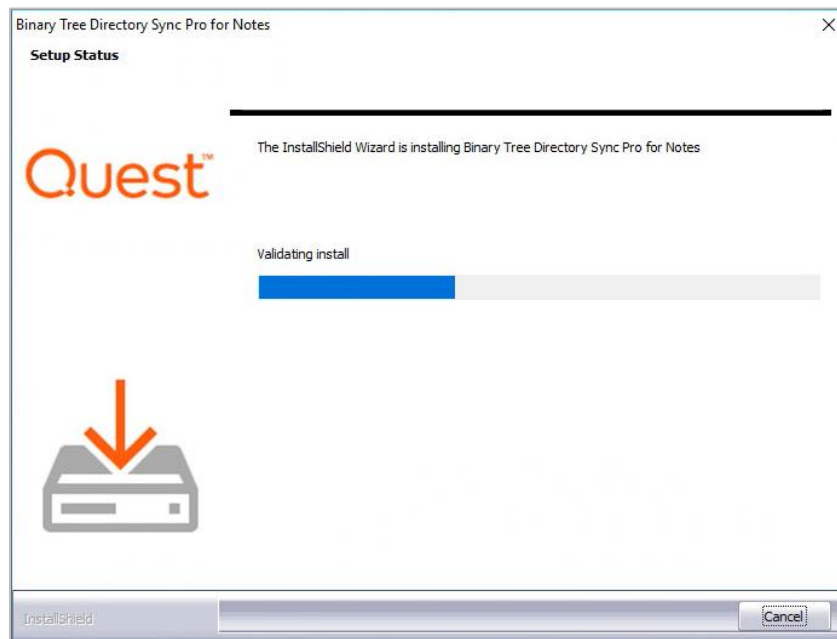 Binary Tree Directory Sync Pro for Notes
Setup Status
Quest™
The InstallShield Wizard is installing Binary Tree Directory Sync Pro for Notes
Validating install
InstallShield
Cancel